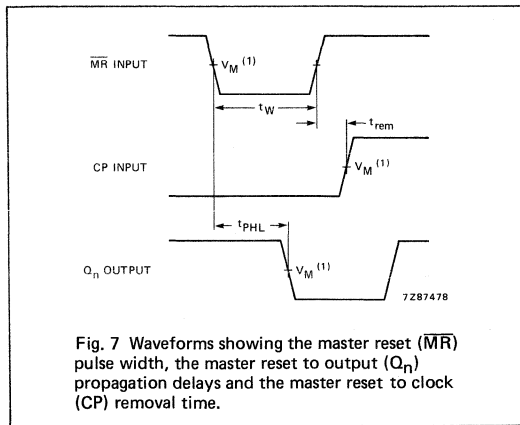 M̅R̅ INPUT
VM (1)
tW
trem
CP INPUT
VM (1)
tPHL
Qn OUTPUT
VM (1)
7Z87478
Fig. 7 Waveforms showing the master reset (M̅R̅)
pulse width, the master reset to output (Qn)
propagation delays and the master reset to clock
(CP) removal time.